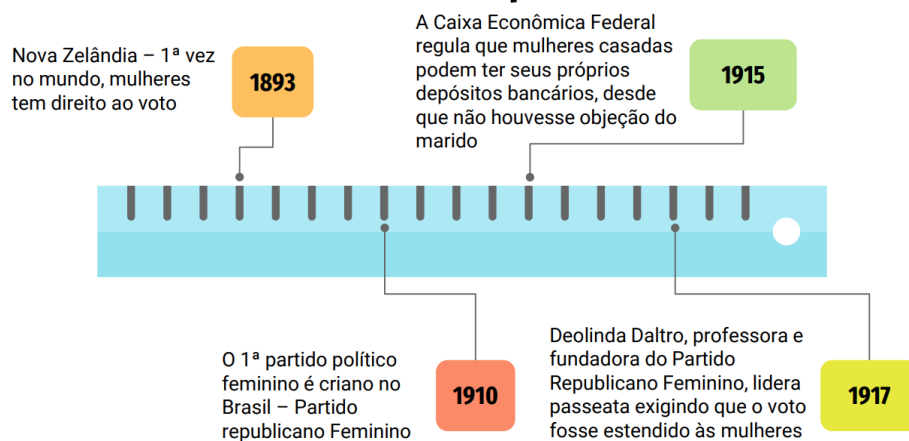 Nova Zelândia – 1ª vez
no mundo, mulheres
tem direito ao voto
1893
A Caixa Econômica Federal
regula que mulheres casadas
podem ter seus próprios
depósitos bancários, desde
que não houvesse objeção do
marido
1915
O 1ª partido político
feminino é criano no
Brasil – Partido
republicano Feminino
1910
Deolinda Daltro, professora e
fundadora do Partido
Republicano Feminino, lidera
passeata exigindo que o voto
fosse estendido às mulheres
1917